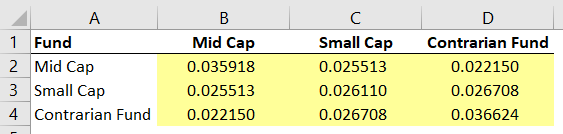 A B C D
1 Fund Mid Cap Small Cap Contrarian Fund
2 Mid Cap 0.035918 0.025513 0.022150
3 Small Cap 0.025513 0.026110 0.026708
4 Contrarian Fund 0.022150 0.026708 0.036624